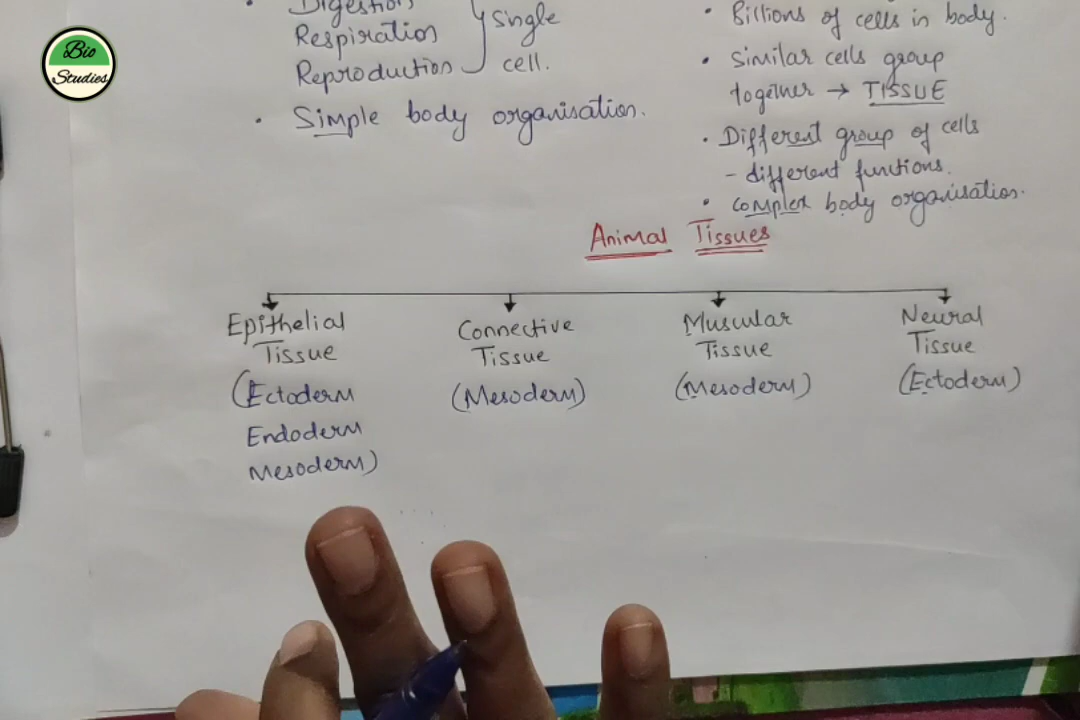 Bio
Studies
• Digestion
Respiration
Reproduction
Single
cell.
• Simple body organisation.
• Billions of cells in body.
• Similar cells group
together → TISSUE
• Different group of cells
- different functions.
• complex body organisation.
Animal Tissues
Epithelial
Tissue
(Ectoderm
Endoderm
Mesoderm)
Connective
Tissue
(Mesoderm)
Muscular
Tissue
(Mesoderm)
Neural
Tissue
(Ectoderm)